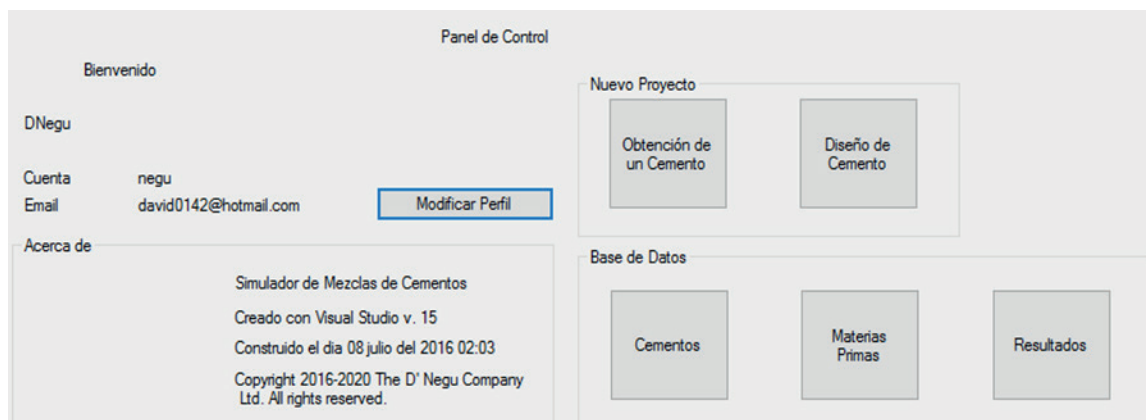 Panel de Control
Bienvenido
DNegu
Cuenta negu
Email david0142@hotmail.com
Modificar Perfil
Acerca de
Simulador de Mezclas de Cementos
Creado con Visual Studio v. 15
Construido el dia 08 julio del 2016 02:03
Copyright 2016-2020 The D' Negu Company
Ltd. All rights reserved.
Nuevo Proyecto
Obtención de
un Cemento
Diseño de
Cemento
Base de Datos
Cementos
Materias
Primas
Resultados